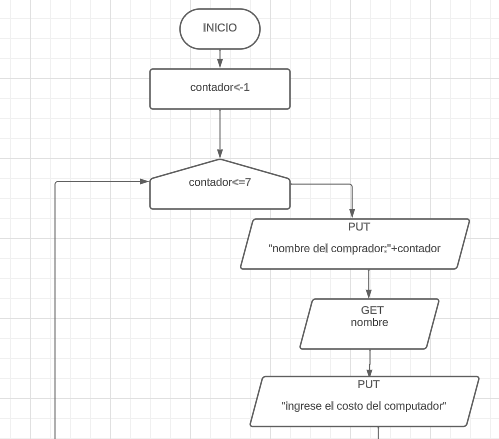 INICIO
contador<-1
contador<=7
PUT
"nombre del comprador:"+contador
GET
nombre
PUT
"ingrese el costo del computador"